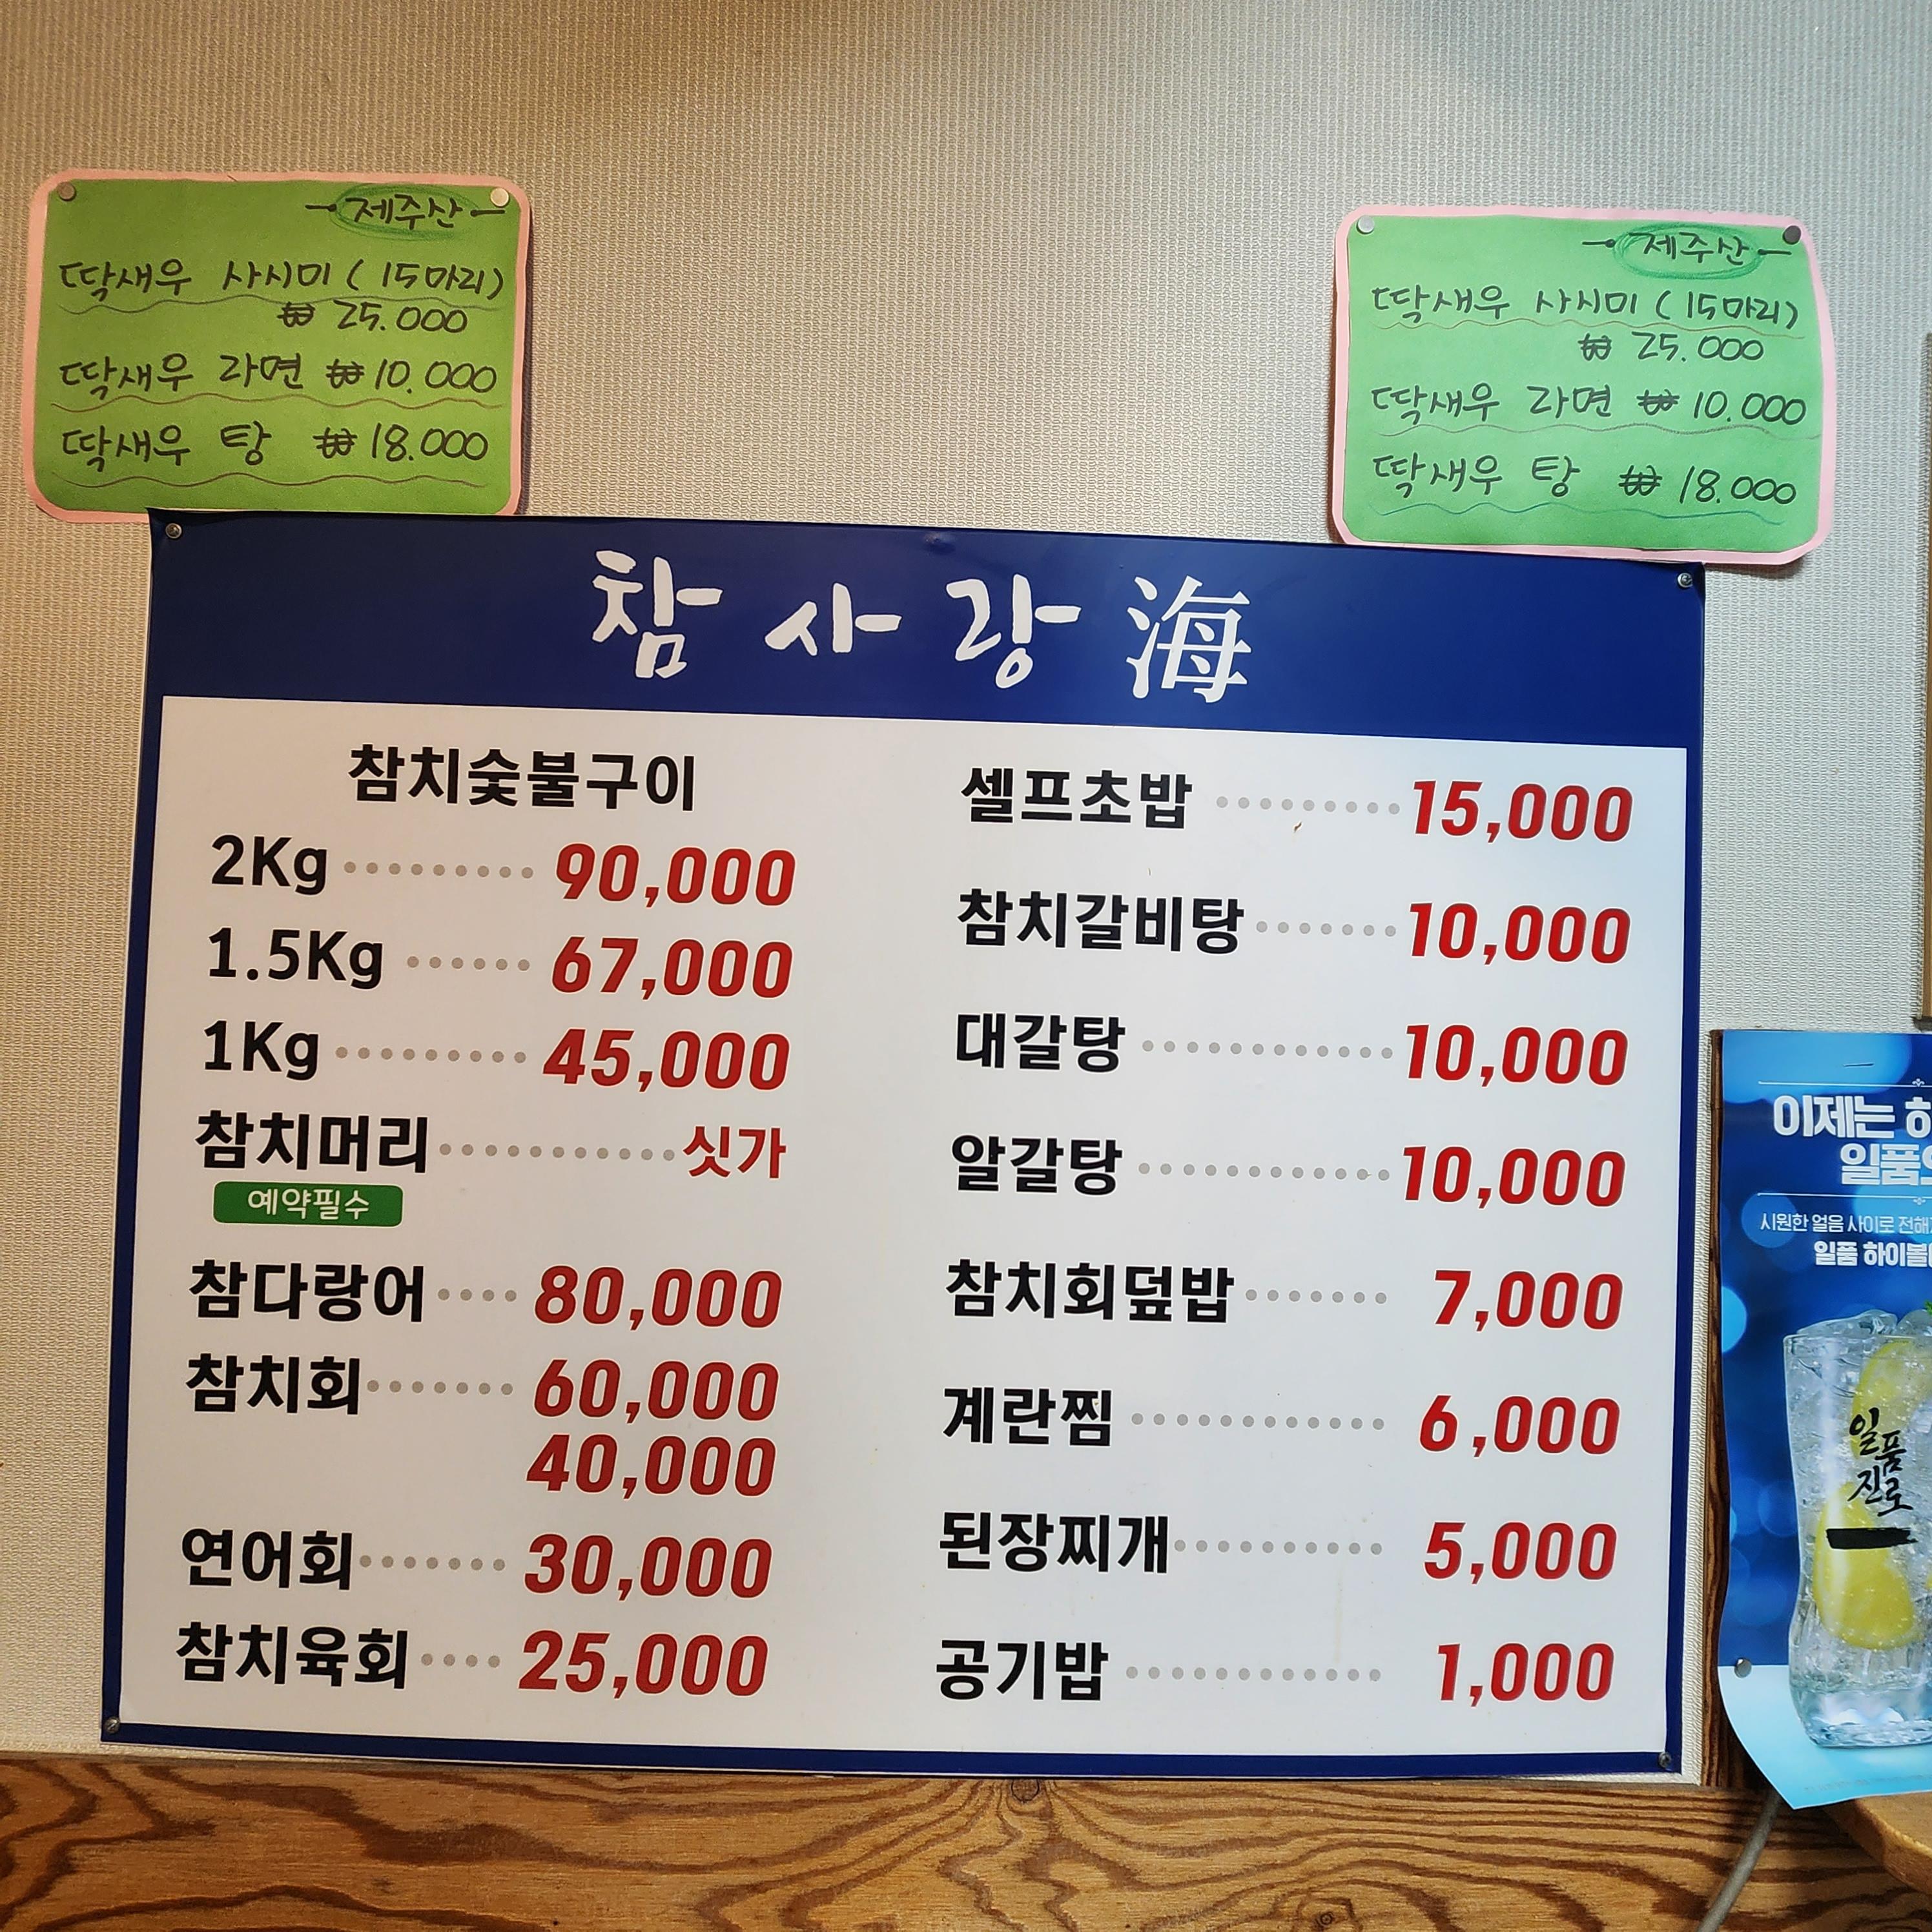 제주산
딱새우 사시미 (15마리)
₩ 25.000
딱새우 라면 ₩ 10.000
딱새우 탕 ₩ 18.000
제주산
딱새우 사시미 (15마리)
₩ 25.000
딱새우 라면 ₩ 10.000
딱새우 탕 ₩ 18.000
참사랑海
참치숯불구이
2Kg 90,000
1.5Kg 67,000
1Kg 45,000
참치머리 싯가
예약필수
참다랑어 80,000
참치회 60,000
40,000
연어회 30,000
참치육회 25,000
셀프초밥 15,000
참치갈비탕 10,000
대갈탕 10,000
알갈탕 10,000
참치회덮밥 7,000
계란찜 6,000
된장찌개 5,000
공기밥 1,000
이제는
일품
시원한 얼음 사이로
일품 하이볼
일품
진로